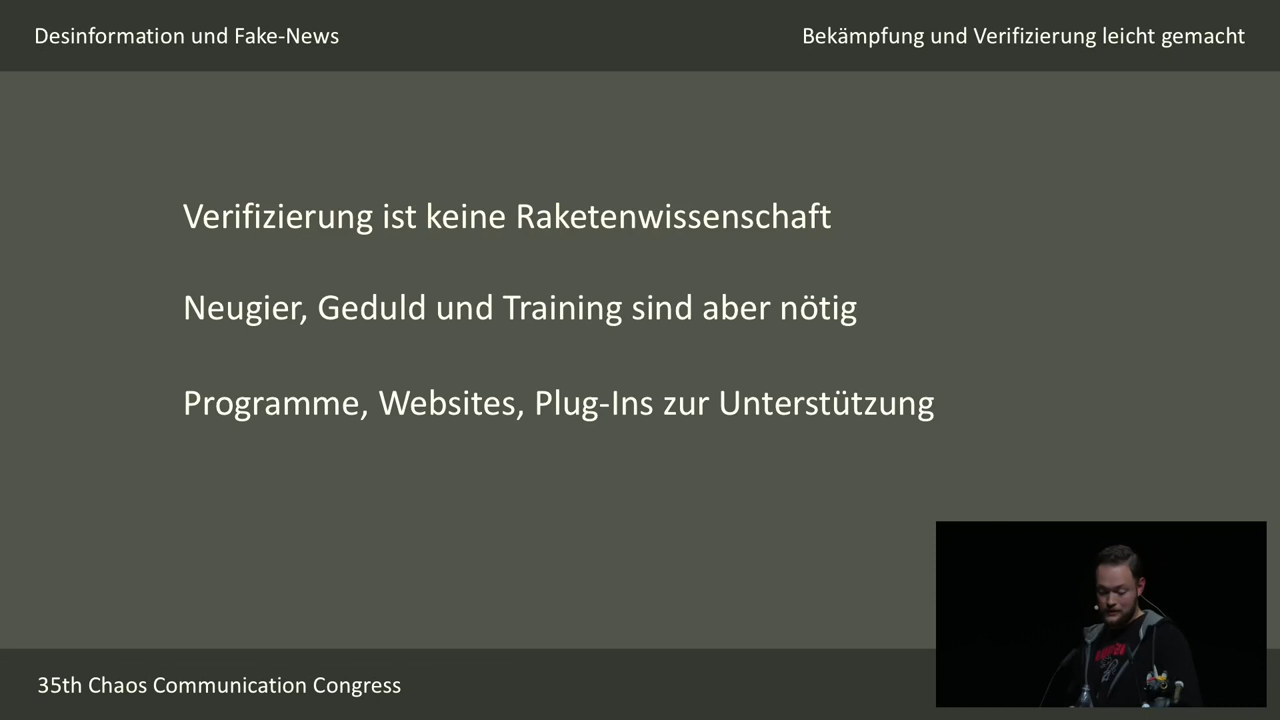 Desinformation und Fake-News
Bekämpfung und Verifizierung leicht gemacht
Verifizierung ist keine Raketenwissenschaft
Neugier, Geduld und Training sind aber nötig
Programme, Websites, Plug-Ins zur Unterstützung
35th Chaos Communication Congress